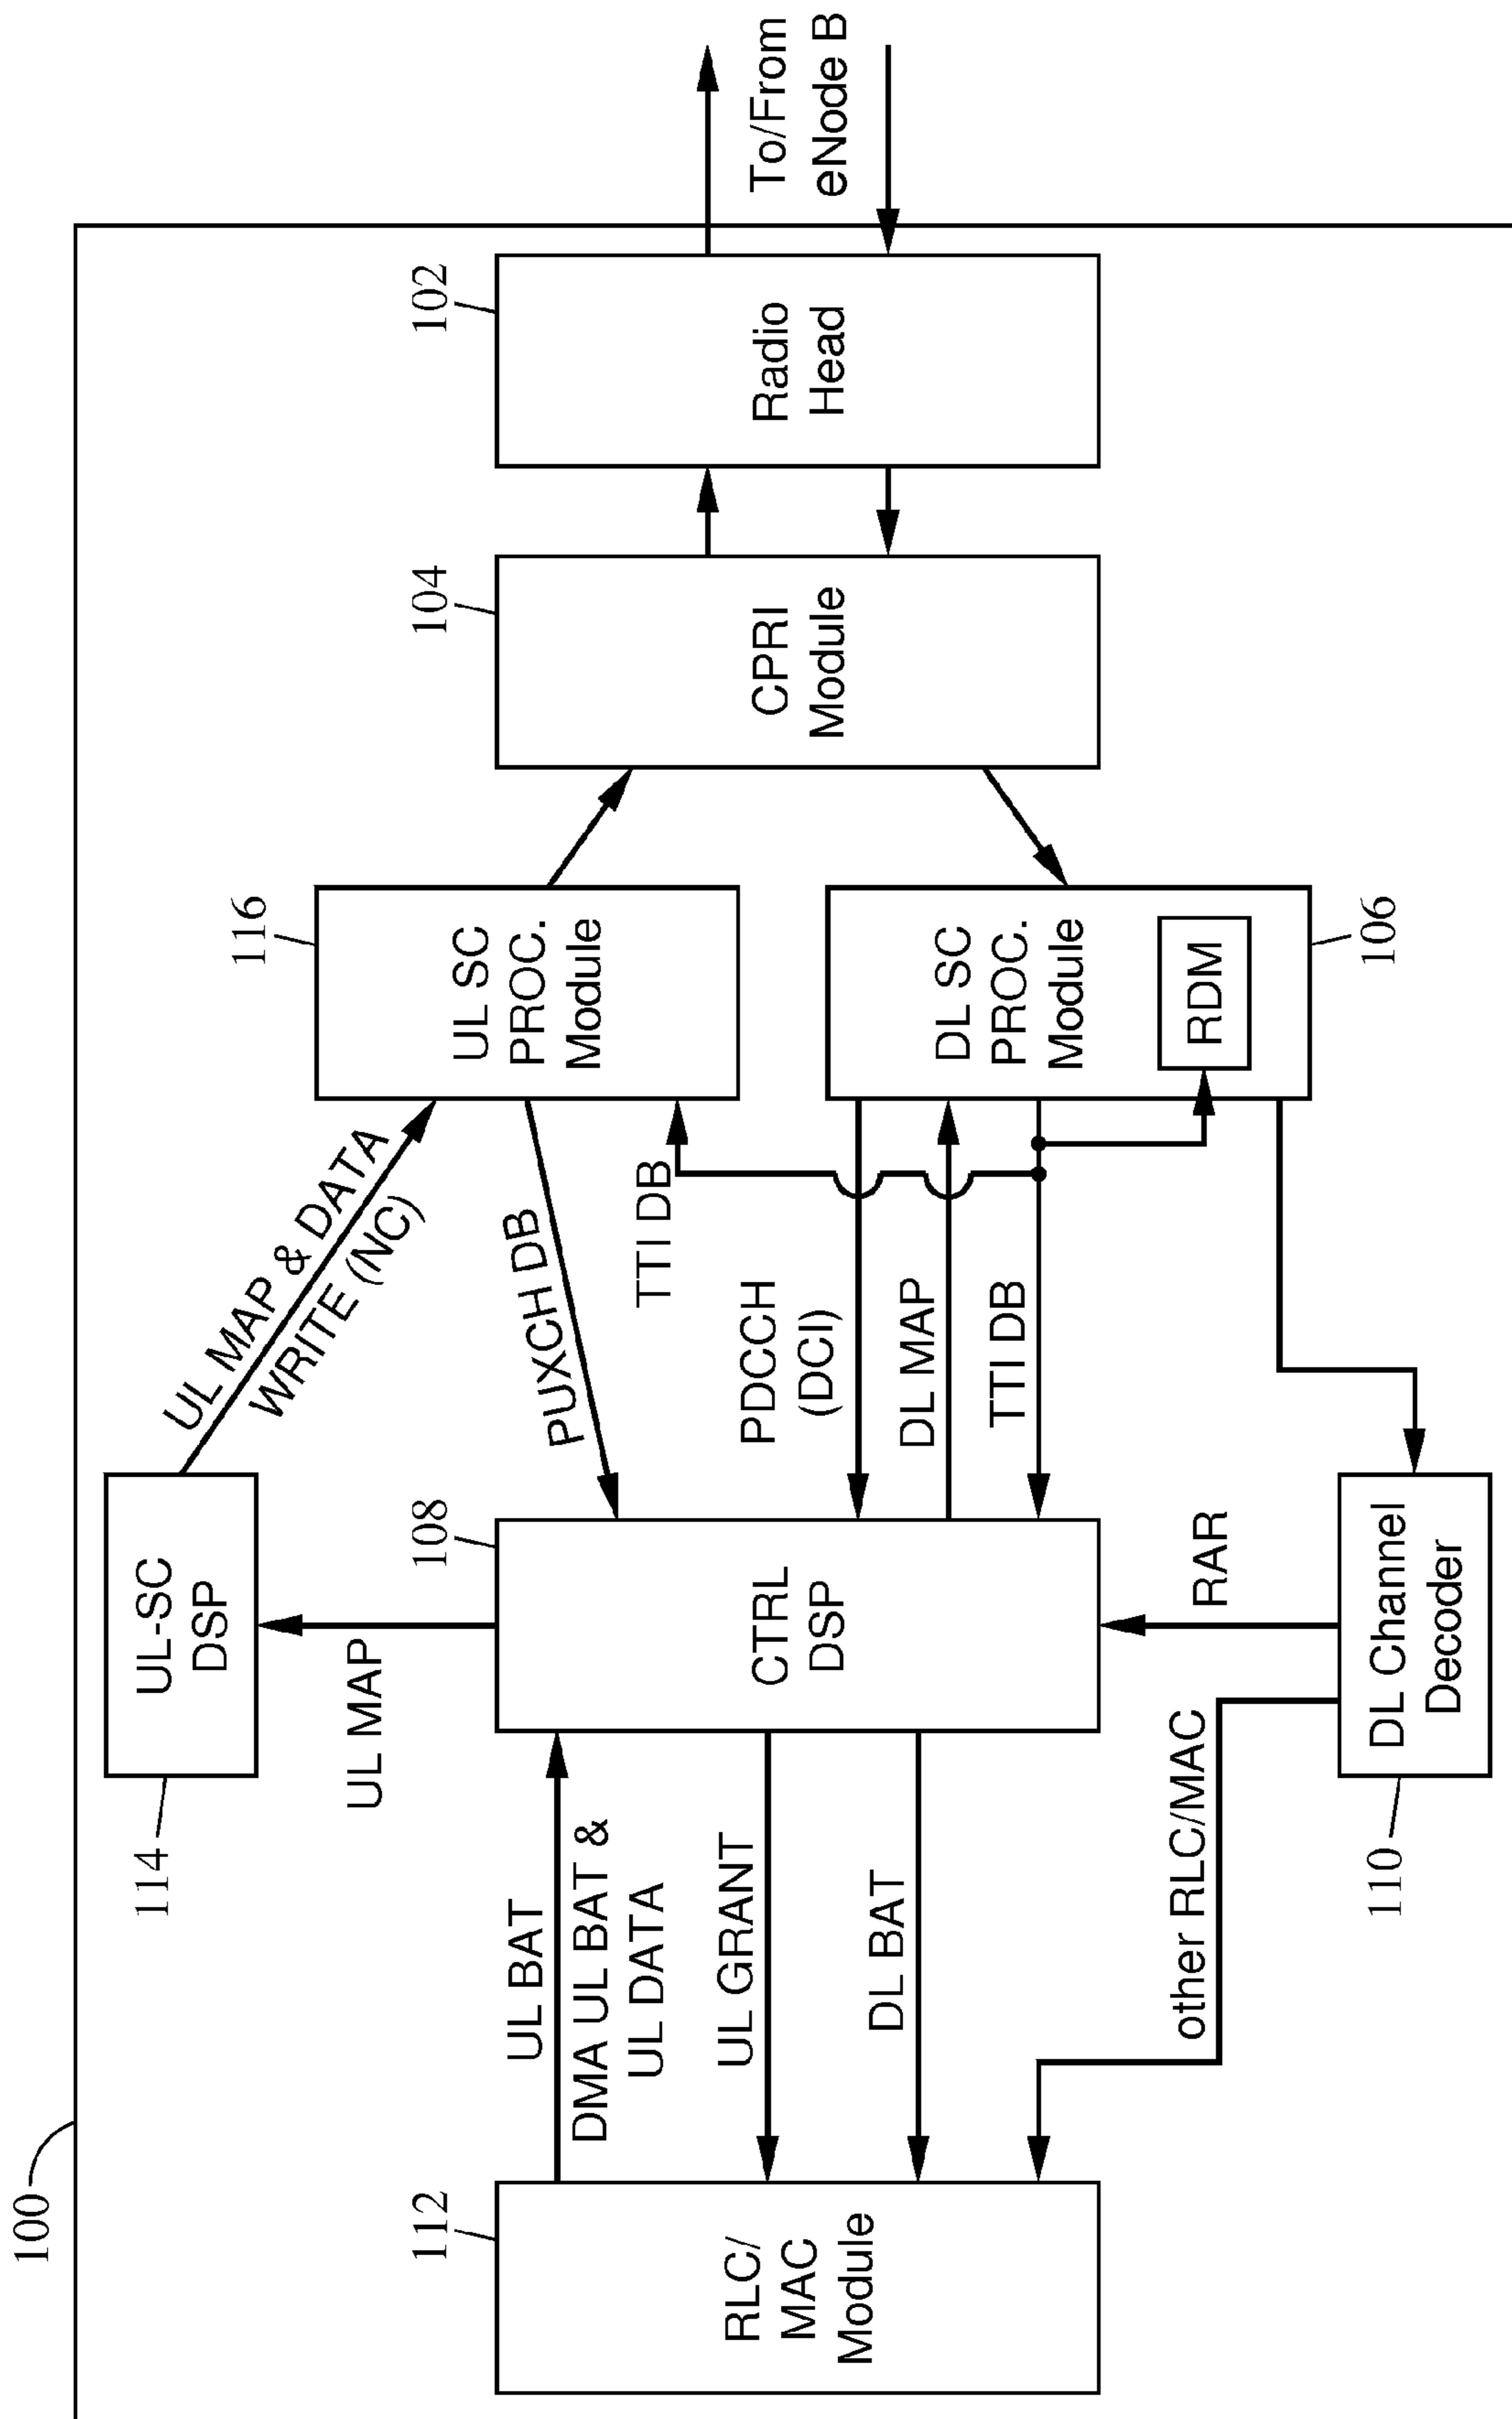 100
112
RLC/
MAC
Module
UL BAT
DMA UL BAT &
UL DATA
UL GRANT
DL BAT
other RLC/MAC
114
UL-SC
DSP
UL MAP
108
CTRL
DSP
RAR
110
DL Channel
Decoder
UL MAP & DATA
WRITE (NC)
PUXCH DB
TTI DB
PDCCH
(DCI)
DL MAP
TTI DB
116
UL SC
PROC.
Module
DL SC
PROC.
Module
RDM
106
104
CPRI
Module
102
Radio
Head
To/From
eNode B